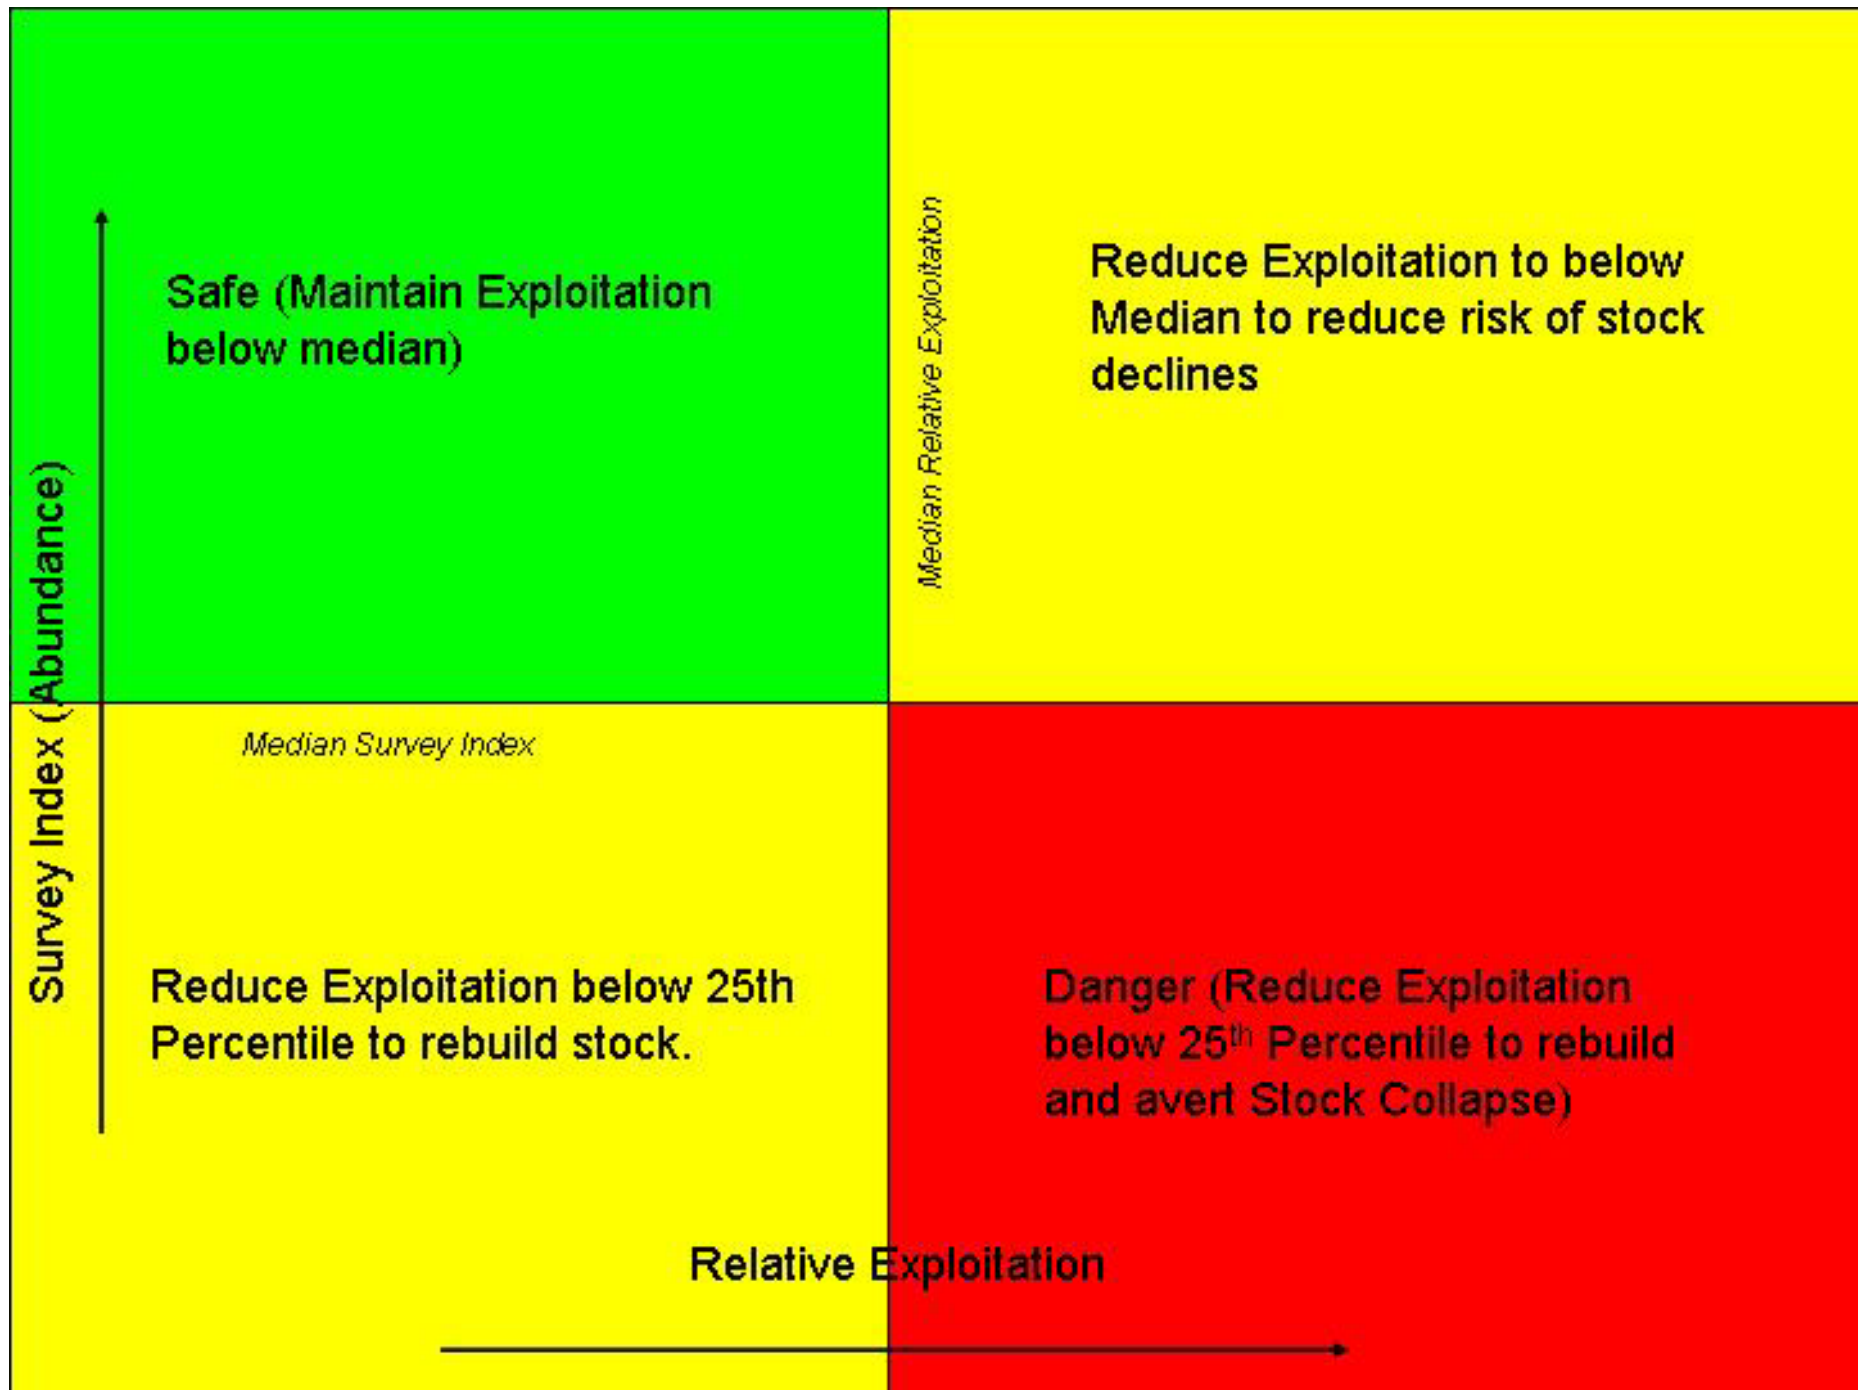 Safe (Maintain Exploitation
below median)
Median Relative Exploitation
Reduce Exploitation to below
Median to reduce risk of stock
declines
Survey Index (Abundance)
Median Survey Index
Reduce Exploitation below 25th
Percentile to rebuild stock.
Danger (Reduce Exploitation
below 25th Percentile to rebuild
and avert Stock Collapse)
Relative Exploitation